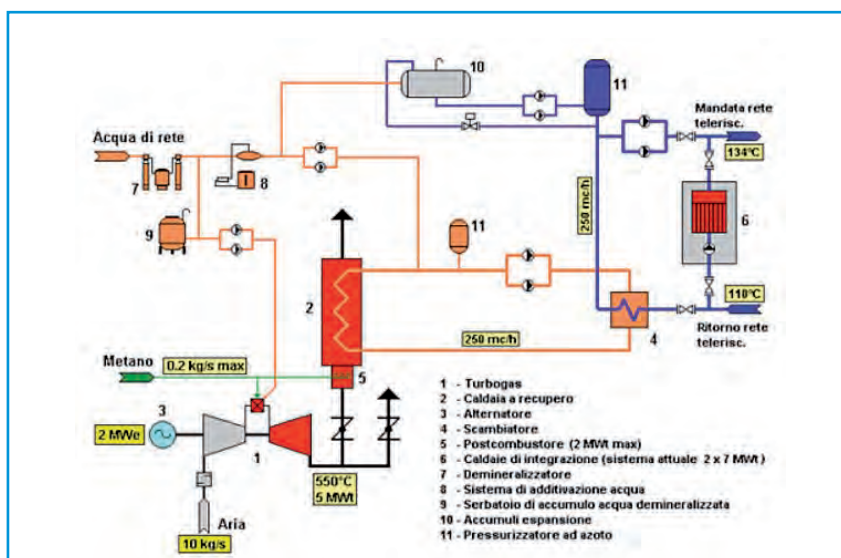 10
11
Mandata rete
telerisc.
134°C
Acqua di rete
7
8
9
250 mc/h
6
11
2
110°C
Ritorno rete
telerisc.
4
250 mc/h
Metano
0.2 kg/s max
5
3
2 MWe
1
550°C
5 MWt
Aria
10 kg/s
1 - Turbogas
2 - Caldaia a recupero
3 - Alternatore
4 - Scambiatore
5 - Postcombustore (2 MWt max)
6 - Caldaie di integrazione (sistema attuale 2 x 7 MWt )
7 - Demineralizzatore
8 - Sistema di additivazione acqua
9 - Serbatoio di accumulo acqua demineralizzata
10 - Accumuli espansione
11 - Pressurizzatore ad azoto